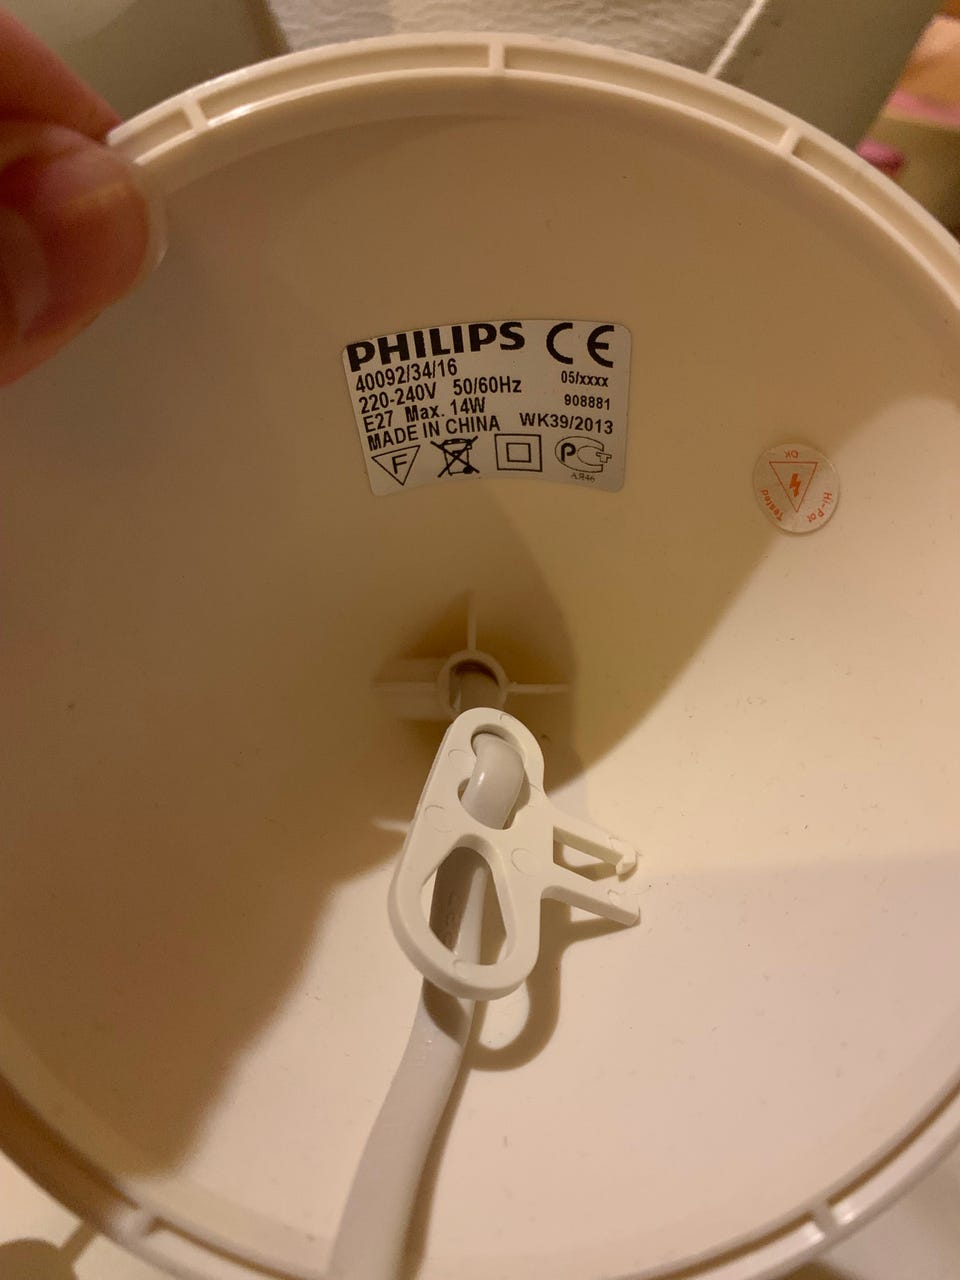 PHILIPS CE
40092/34/16
220-240V 50/60Hz 05/xxxx
E27 Max. 14W 908881
MADE IN CHINA WK39/2013
F
PCT
Hi-Pot
Tested
OK